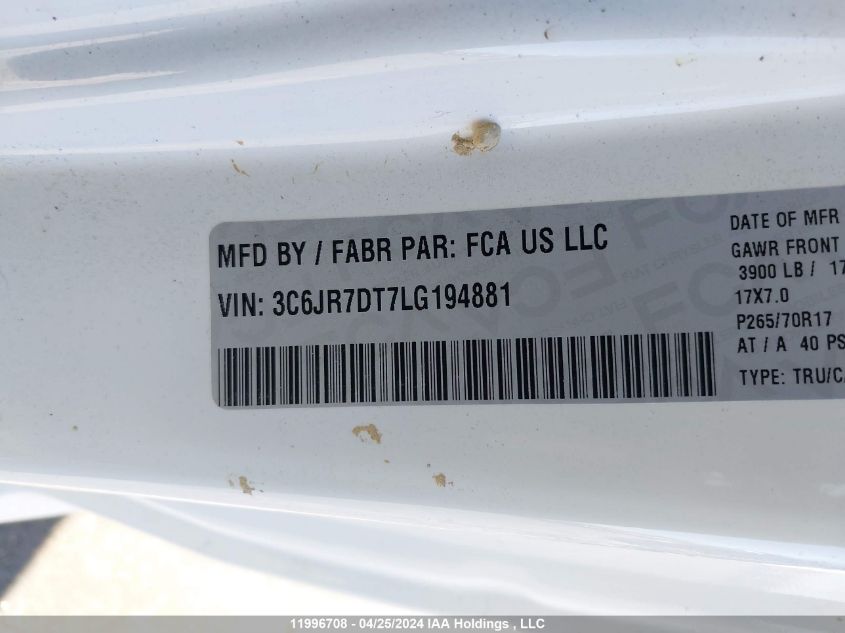 MFD BY / FABR PAR: FCA US LLC
VIN: 3C6JR7DT7LG194881
DATE OF MFR
GAWR FRONT
3900 LB / 17
17X7.0
P265/70R17
AT / A 40 PS
TYPE: TRU/C
11996708 - 04/25/2024 IAA Holdings , LLC